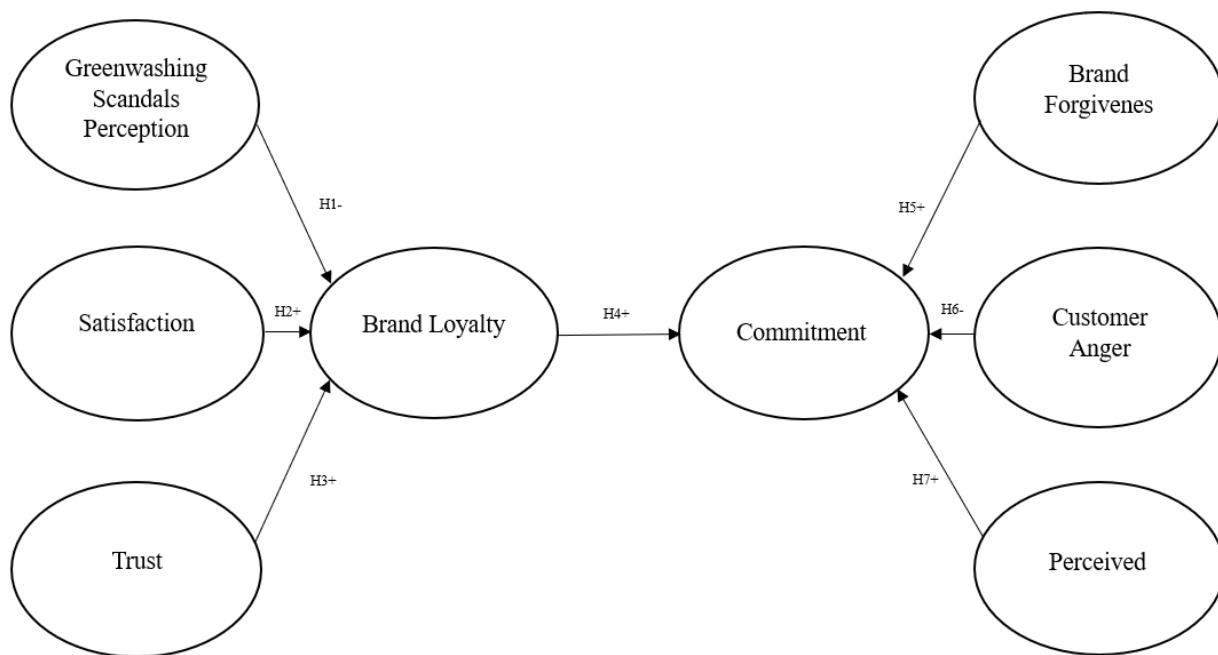 Greenwashing
Scandals
Perception
Brand
Forgivenes
H1-
H5+
Satisfaction
H2+
Brand Loyalty
H4+
Commitment
H6-
Customer
Anger
H3+
H7+
Trust
Perceived